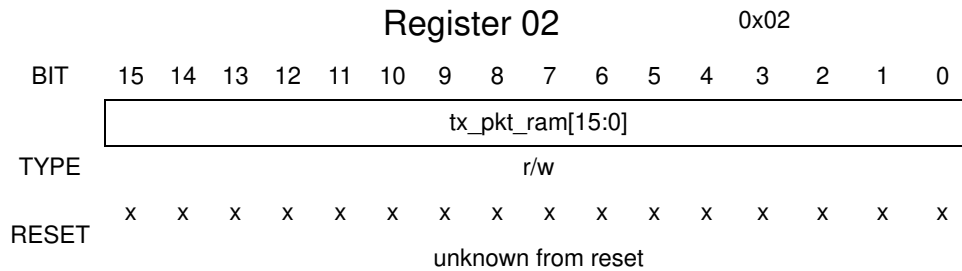 Register 02 0x02
BIT 15 14 13 12 11 10 9 8 7 6 5 4 3 2 1 0
tx_pkt_ram[15:0]
TYPE r/w
x x x x x x x x x x x x x x x x
RESET
unknown from reset